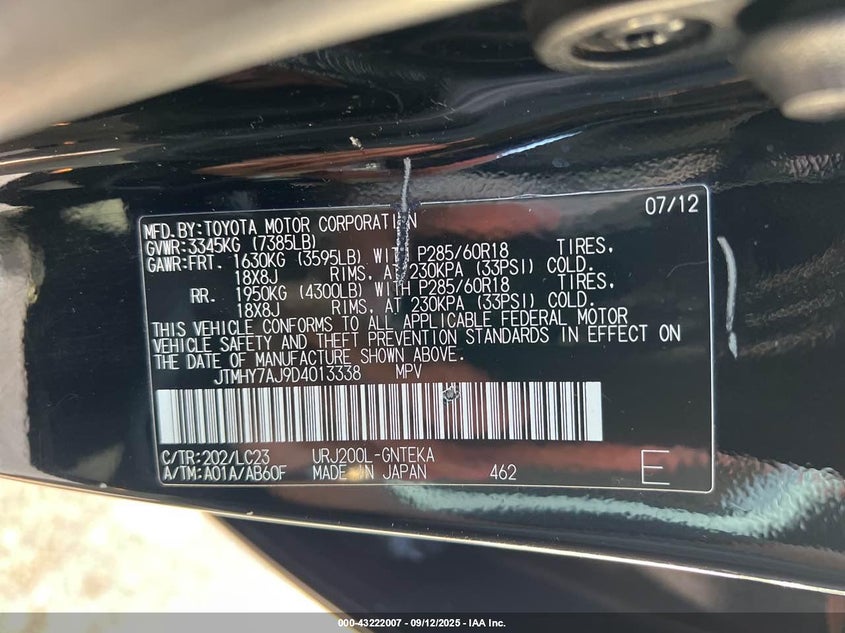 07/12
MFD.BY:TOYOTA MOTOR CORPORATION
GVWR:3345KG (7385LB)
GAWR:FRT. 1630KG (3595LB) WITH P285/60R18 TIRES,
18X8J RIMS, AT 230KPA (33PSI) COLD.
RR. 1950KG (4300LB) WITH P285/60R18 TIRES,
18X8J RIMS, AT 230KPA (33PSI) COLD.
THIS VEHICLE CONFORMS TO ALL APPLICABLE FEDERAL MOTOR
VEHICLE SAFETY AND THEFT PREVENTION STANDARDS IN EFFECT ON
THE DATE OF MANUFACTURE SHOWN ABOVE.
JTMHY7AJ9D4013338 MPV
C/TR:202/LC23 URJ200L-GNTEKA
A/TM:A01A/AB60F MADE IN JAPAN 462 E
000-43222007 - 09/12/2025 - IAA Inc.